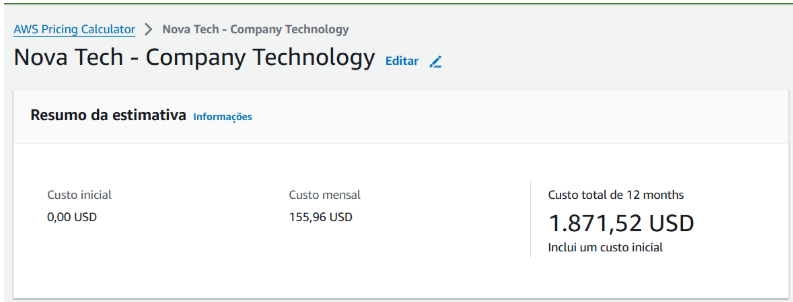 AWS Pricing Calculator > Nova Tech - Company Technology
Nova Tech - Company Technology Editar
Resumo da estimativa Informações
Custo inicial
0,00 USD
Custo mensal
155,96 USD
Custo total de 12 months
1.871,52 USD
Inclui um custo inicial